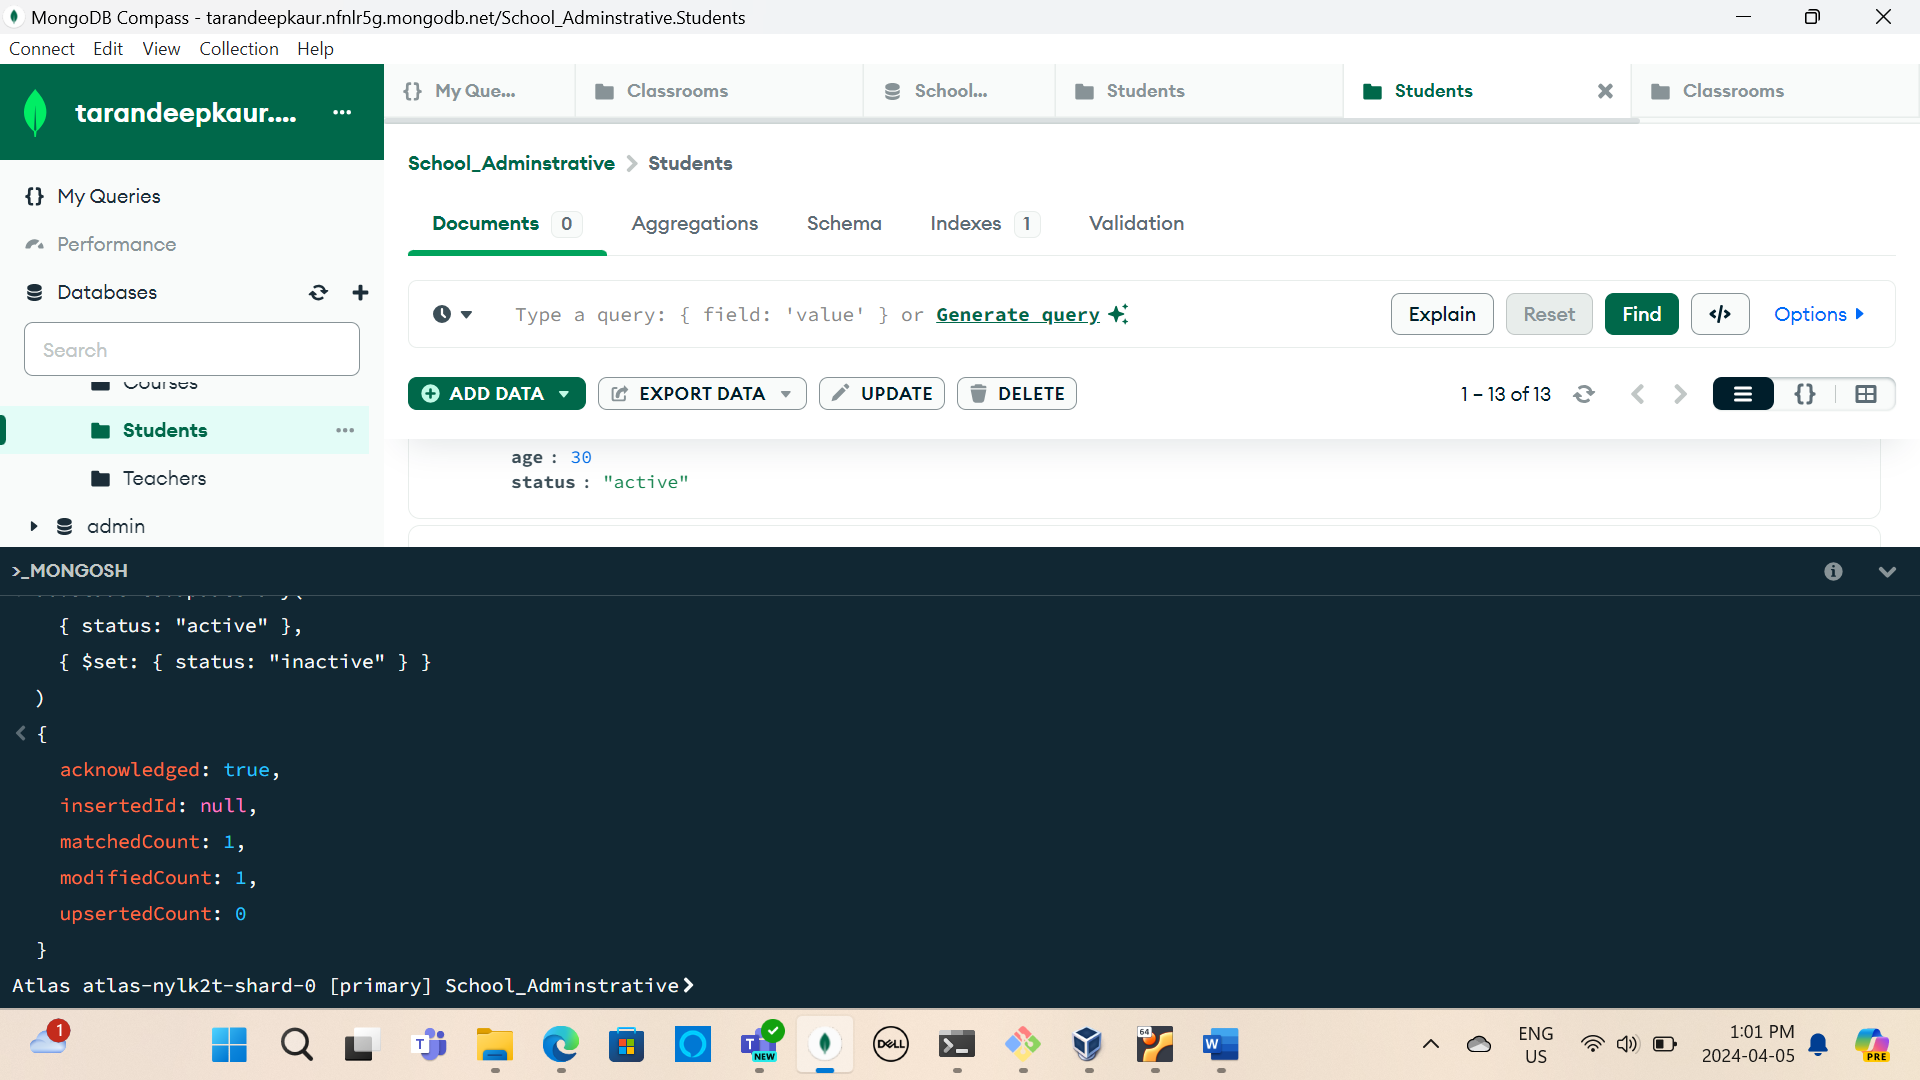 MongoDB Compass - tarandeepkaur.nfnlr5g.mongodb.net/School_Adminstrative.Students
Connect Edit View Collection Help
tarandeepkaur....
{} My Que... Classrooms School... Students Students Classrooms
School_Adminstrative > Students
{} My Queries
Documents 0 Aggregations Schema Indexes 1 Validation
Performance
Databases
Type a query: { field: 'value' } or Generate query Explain Reset Find </> Options
Search
Courses
ADD DATA EXPORT DATA UPDATE DELETE 1 – 13 of 13 {}
Students
age : 30
status : "active"
Teachers
admin
>_MONGOSH
{ status: "active" },
{ $set: { status: "inactive" } }
)
< {
acknowledged: true,
insertedId: null,
matchedCount: 1,
modifiedCount: 1,
upsertedCount: 0
}
Atlas atlas-nylk2t-shard-0 [primary] School_Adminstrative>
1
T
NEW
DELL
64
W
ENG
US
1:01 PM
2024-04-05
PRE